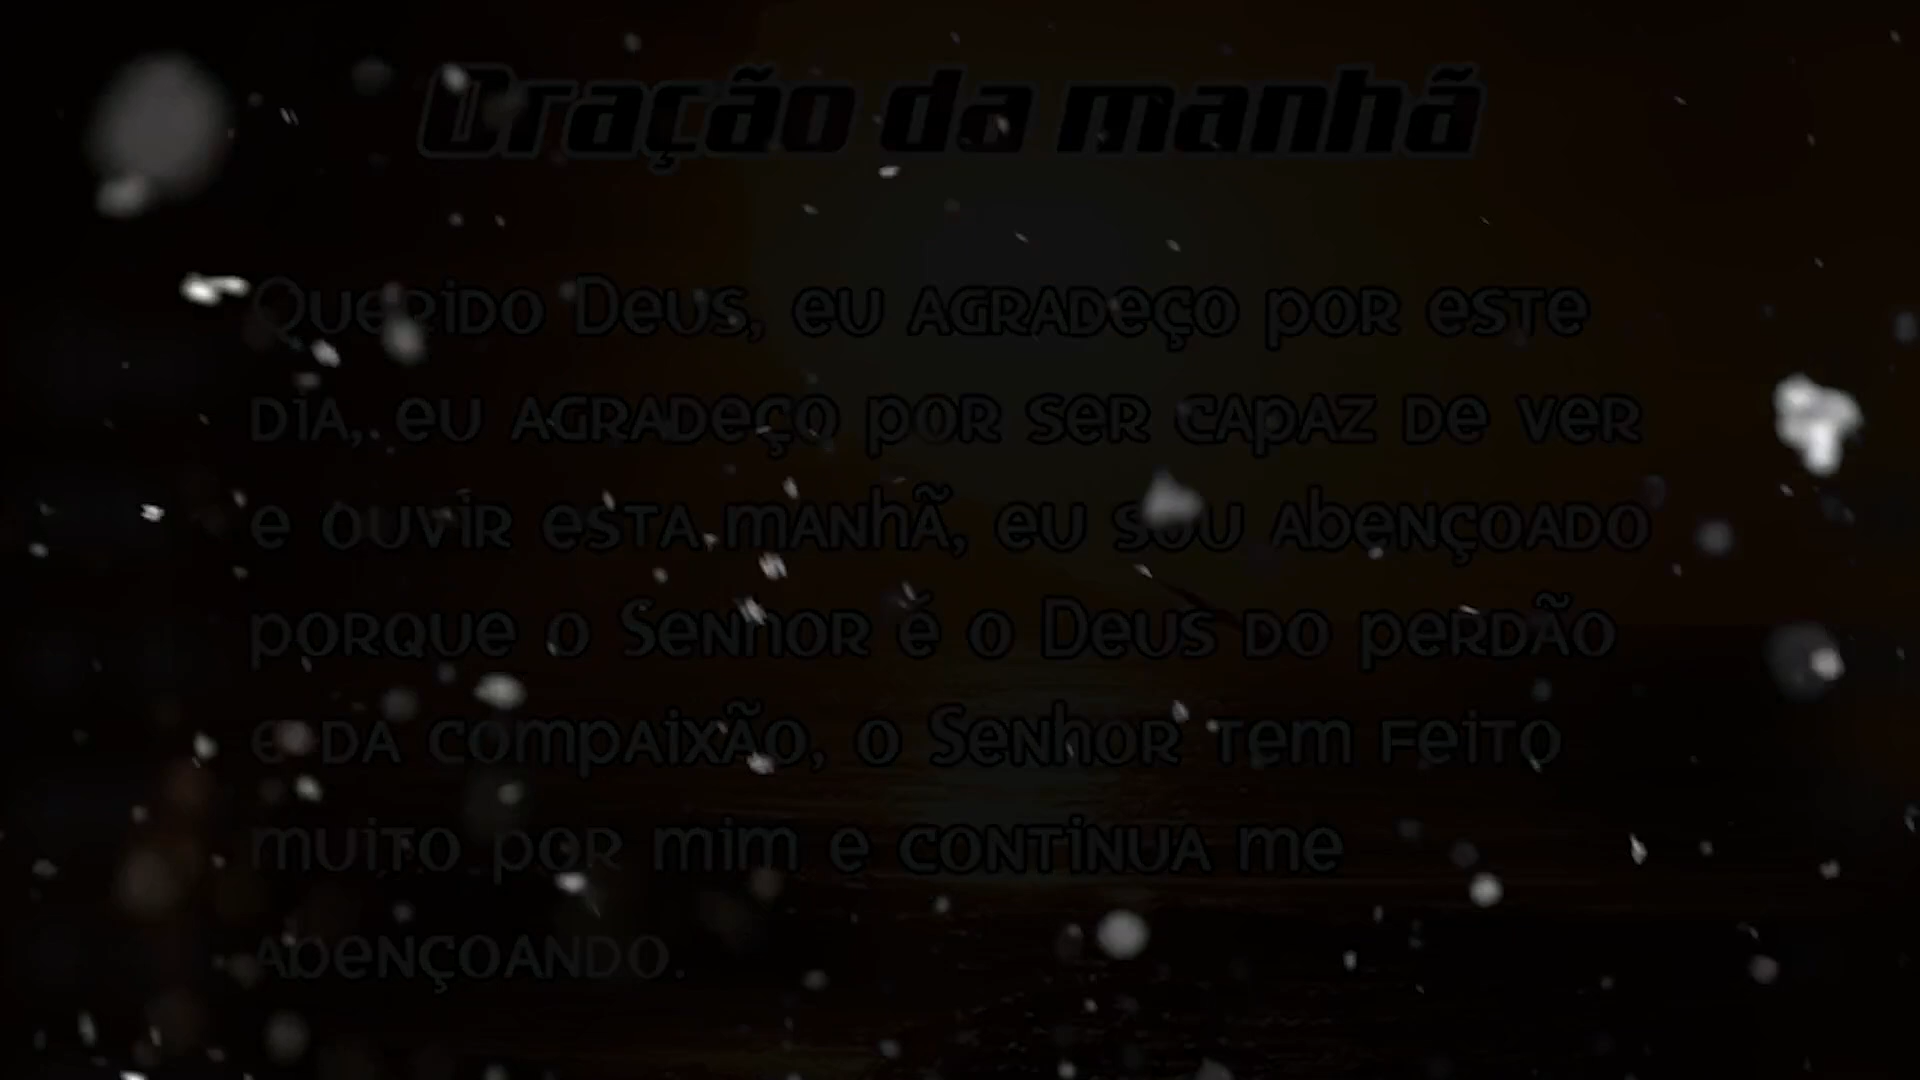 Oração da manhã
Querido Deus, eu agradeço por este
dia, eu agradeço por ser capaz de ver
e ouvir esta manhã, eu sou abençoado
porque o Senhor é o Deus do perdão
e da compaixão, o Senhor tem feito
muito por mim e continua me
abençoando.